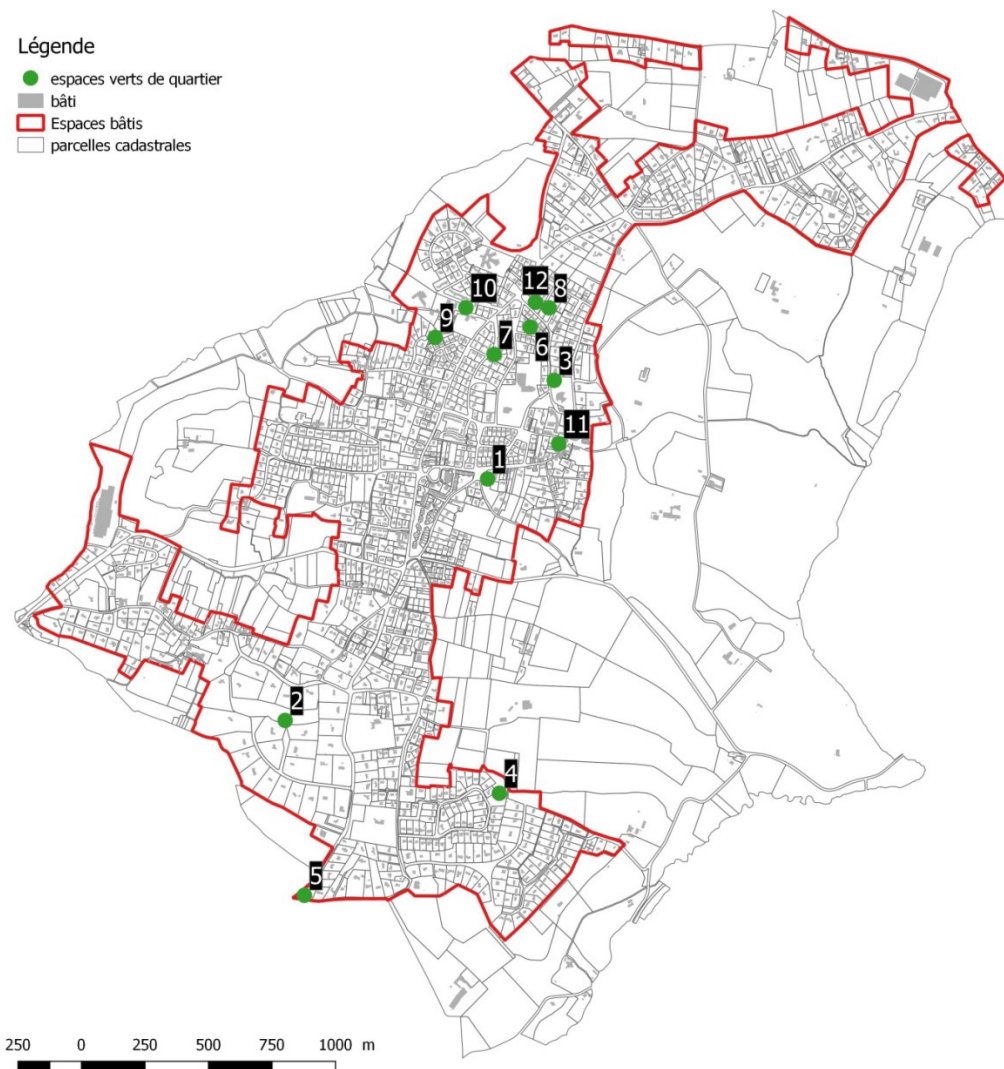 Légende
espaces verts de quartier
bâti
Espaces bâtis
parcelles cadastrales
12
8
10
9
7
6
3
11
1
2
4
5
250 0 250 500 750 1000 m